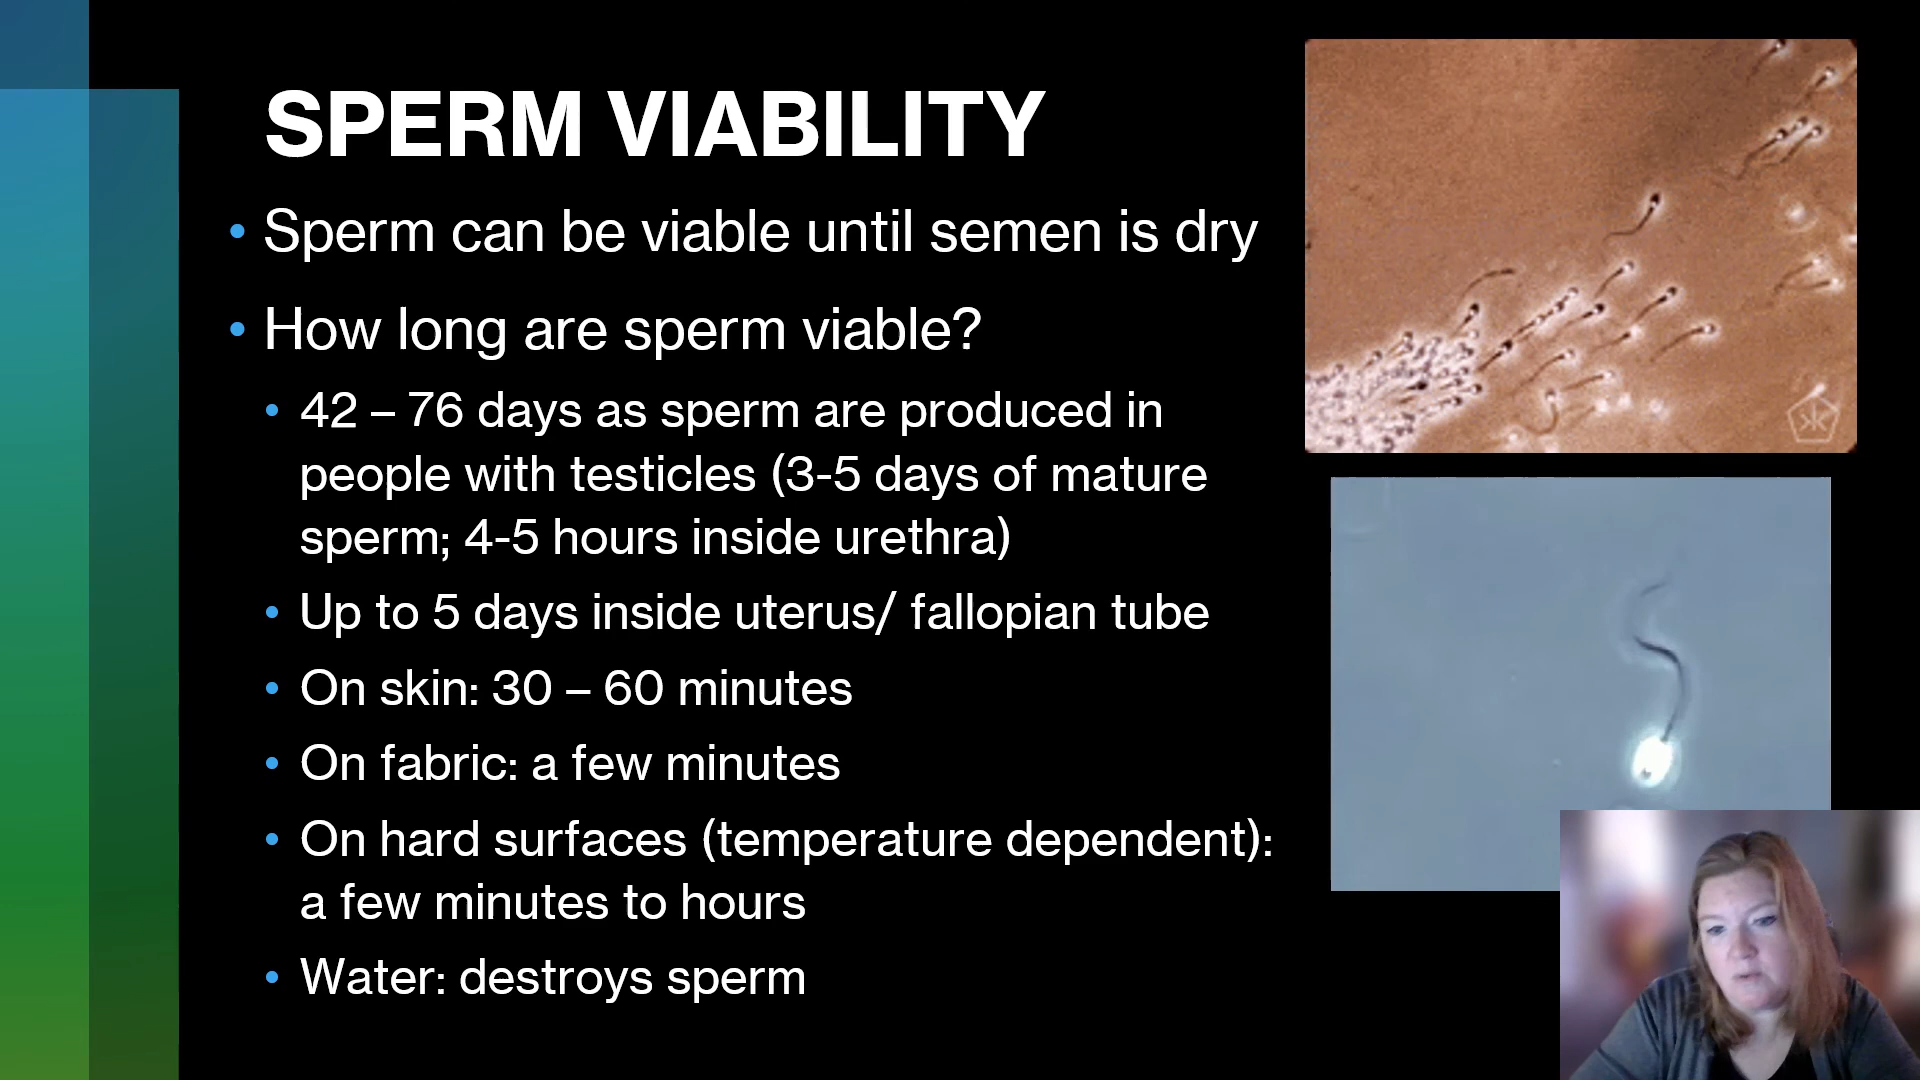 SPERM VIABILITY
• Sperm can be viable until semen is dry
• How long are sperm viable?
• 42 – 76 days as sperm are produced in
people with testicles (3-5 days of mature
sperm; 4-5 hours inside urethra)
• Up to 5 days inside uterus/ fallopian tube
• On skin: 30 – 60 minutes
• On fabric: a few minutes
• On hard surfaces (temperature dependent):
a few minutes to hours
• Water: destroys sperm